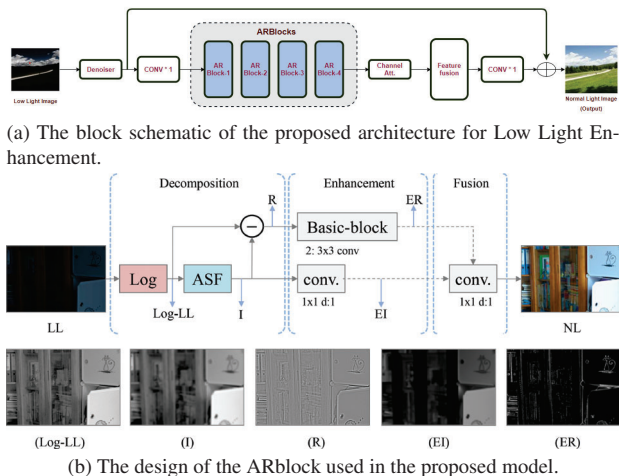 ARBlocks
Low Light Image
Denoiser
CONV * 1
AR Block-1
AR Block-2
AR Block-3
AR Block-4
Channel Att.
Feature fusion
CONV * 1
Normal Light Image (Output)
(a) The block schematic of the proposed architecture for Low Light En-
hancement.
Decomposition
Enhancement
Fusion
R
ER
Basic-block
2: 3x3 conv
Log
ASF
conv.
1x1 d:1
conv.
1x1 d:1
LL
Log-LL
I
EI
NL
(Log-LL)
(I)
(R)
(EI)
(ER)
(b) The design of the ARblock used in the proposed model.